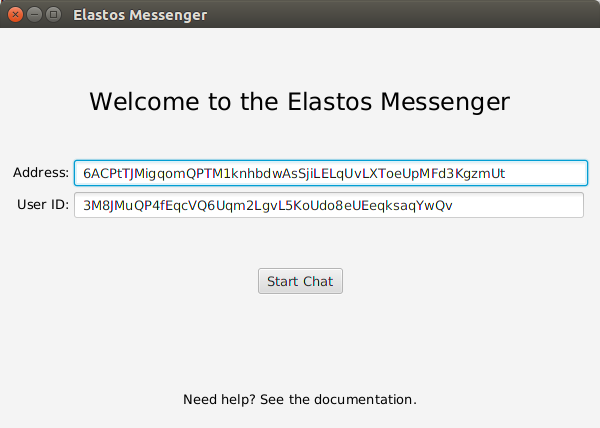 Elastos Messenger
Welcome to the Elastos Messenger
Address: 6ACPtTJMigqomQPTM1knhbdwAsSjiLELqUvLXToeUpMFd3KgzmUt
User ID: 3M8JMuQP4fEqcVQ6Uqm2LgvL5KoUdo8eUEeqksaqYwQv
Start Chat
Need help? See the documentation.